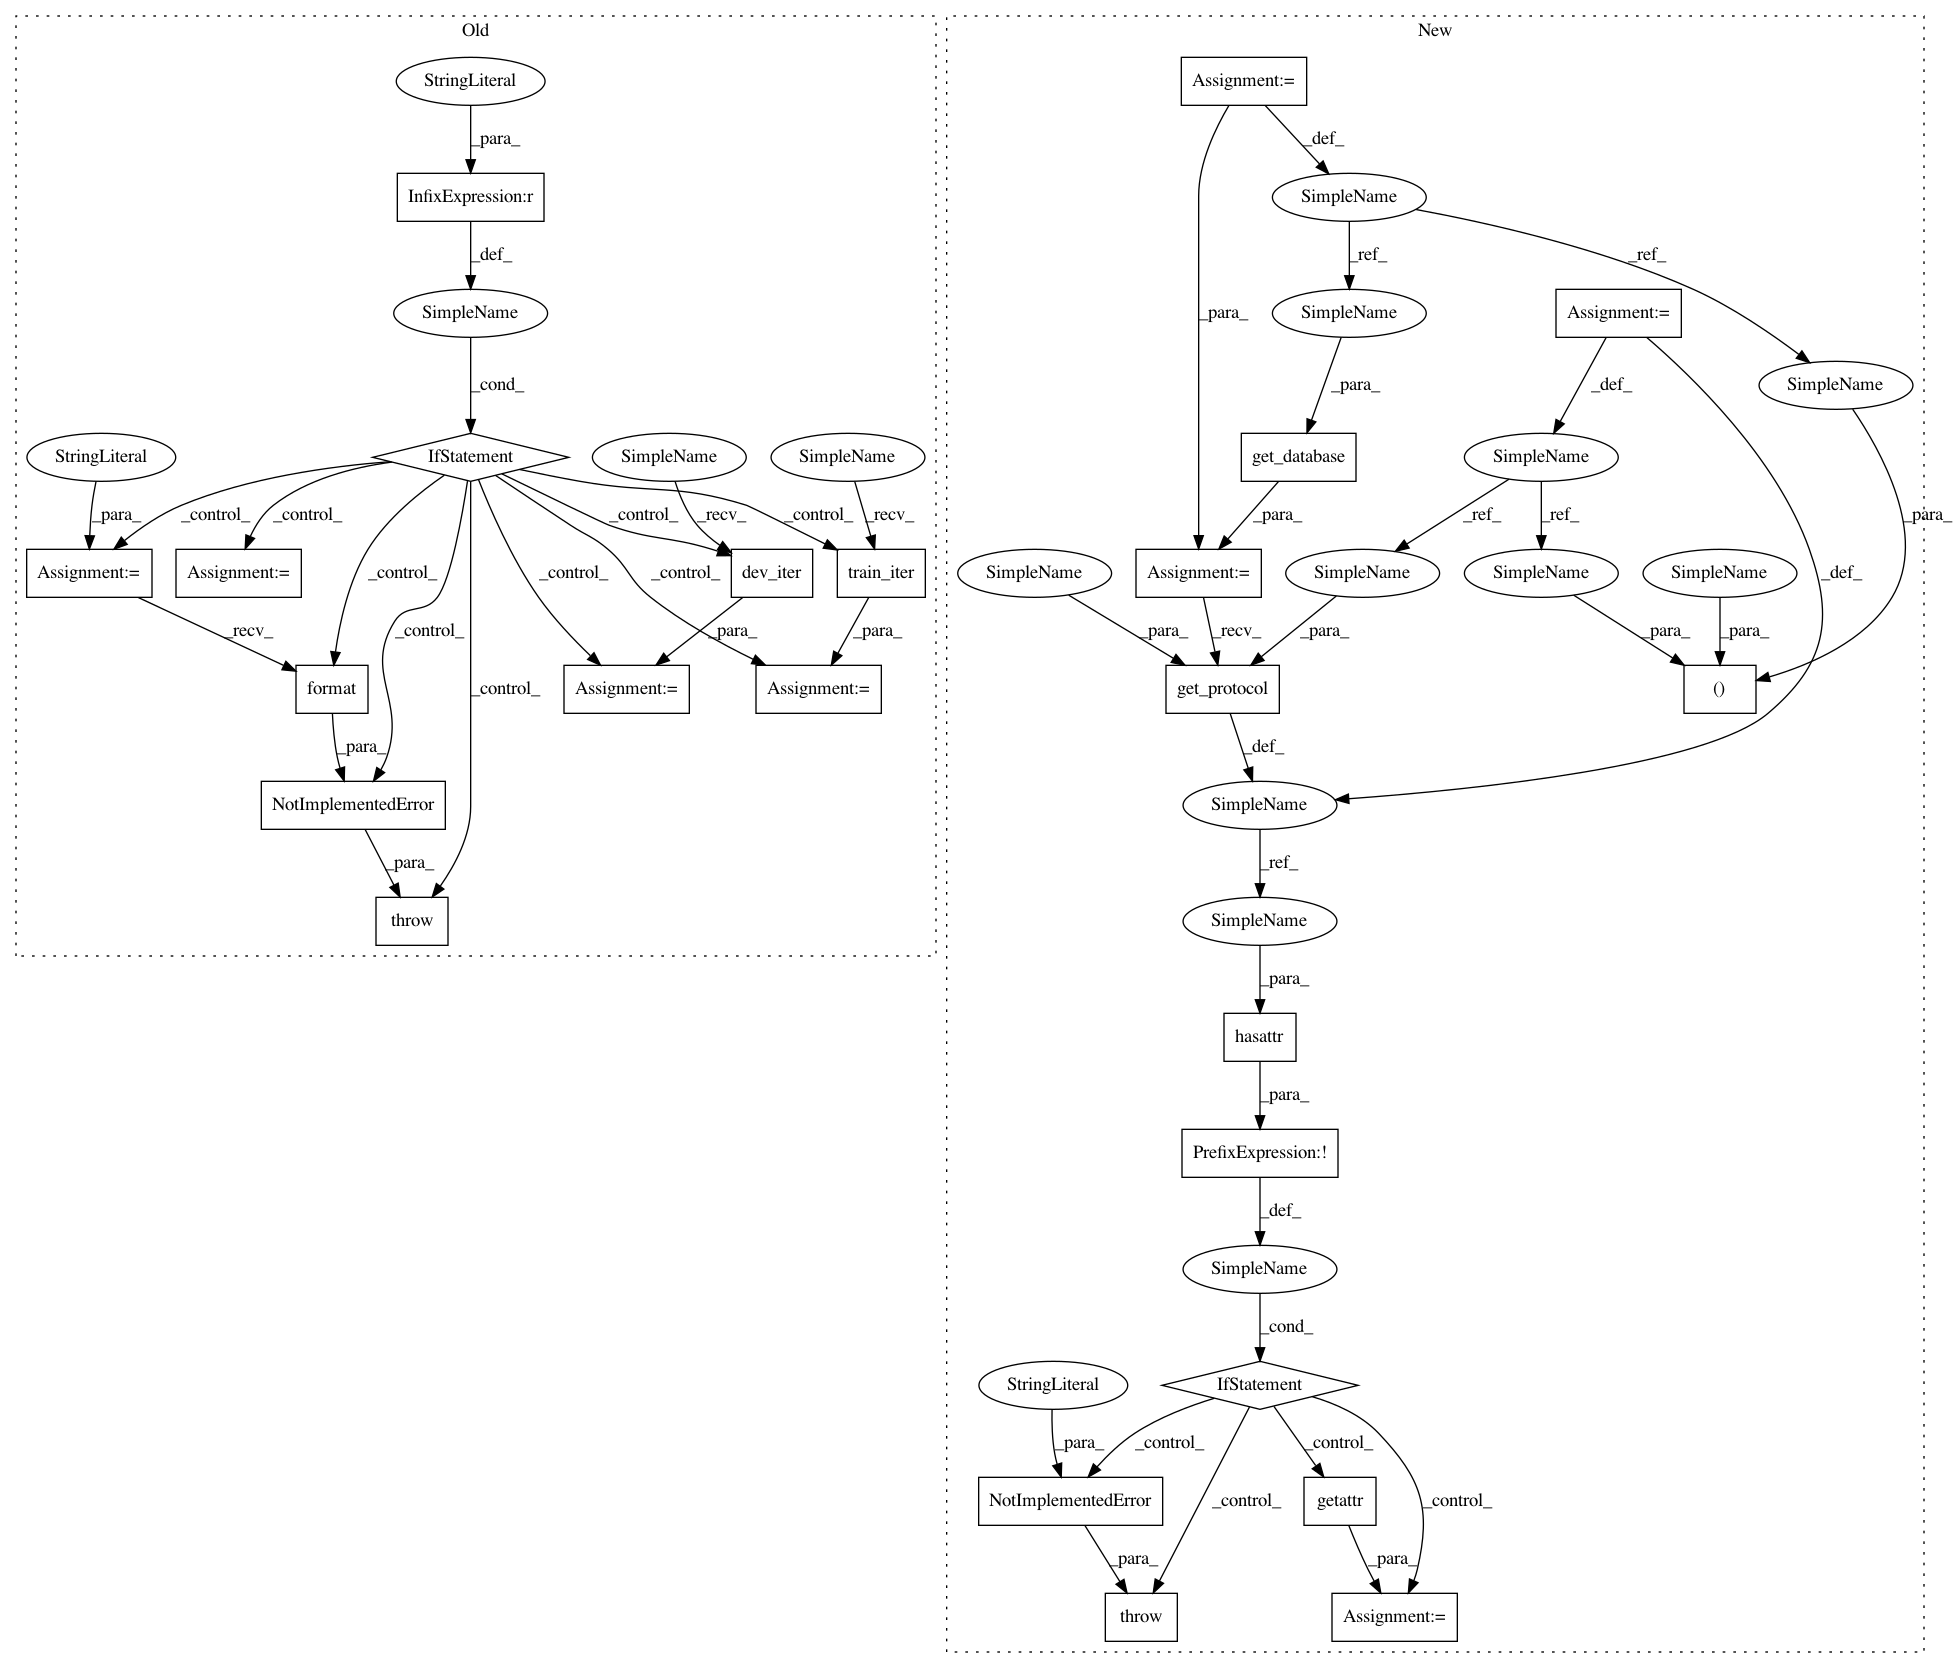 Old
New
StringLiteral
Assignment:=
_para_
_def_
InfixExpression:r
SimpleName
_def_
_ref_
_ref_
SimpleName
_para_
SimpleName
Assignment:=
_cond_
_para_
_def_
SimpleName
StringLiteral
IfStatement
SimpleName
SimpleName
get_database
SimpleName
_para_
_control_
_control_
_control_
_recv_
_control_
_recv_
_para_
_ref_
_ref_
_para_
Assignment:=
Assignment:=
_control_
_control_
_control_
dev_iter
train_iter
SimpleName
Assignment:=
SimpleName
SimpleName
SimpleName
_def_
_recv_
_control_
_control_
_para_
_para_
_para_
_recv_
_para_
_para_
_para_
format
Assignment:=
Assignment:=
get_protocol
()
_para_
_def_
NotImplementedError
SimpleName
_para_
_ref_
throw
SimpleName
_para_
hasattr
_para_
PrefixExpression:!
_def_
SimpleName
_cond_
StringLiteral
IfStatement
_para_
_control_
_control_
_control_
_control_
NotImplementedError
getattr
_para_
_para_
throw
Assignment:=